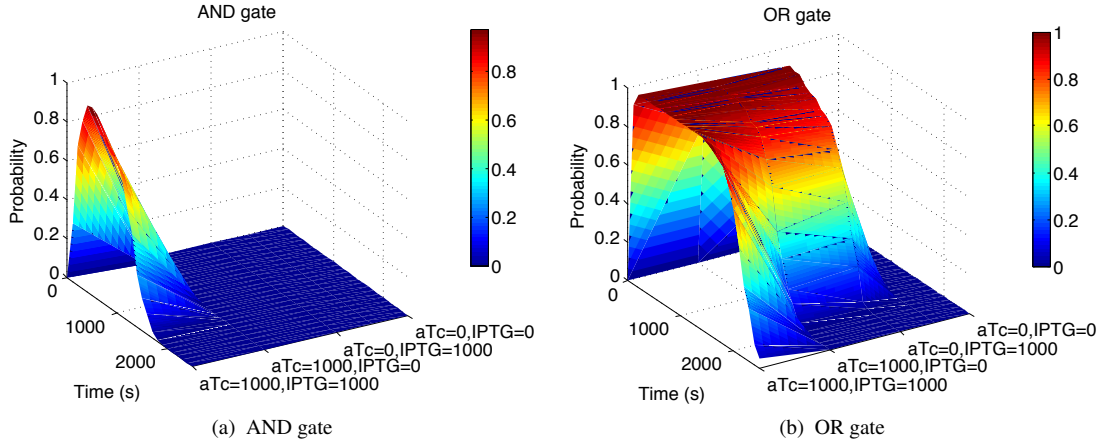 AND gate
1
0.8
0.6
0.4
0.2
0
Probability
0
1000
2000
Time (s)
aTc=0,IPTG=0
aTc=0,IPTG=1000
aTc=1000,IPTG=0
aTc=1000,IPTG=1000
0.8
0.6
0.4
0.2
0
(a) AND gate
OR gate
1
0.8
0.6
0.4
0.2
0
Probability
0
1000
2000
Time (s)
aTc=0,IPTG=0
aTc=0,IPTG=1000
aTc=1000,IPTG=0
aTc=1000,IPTG=1000
1
0.8
0.6
0.4
0.2
0
(b) OR gate